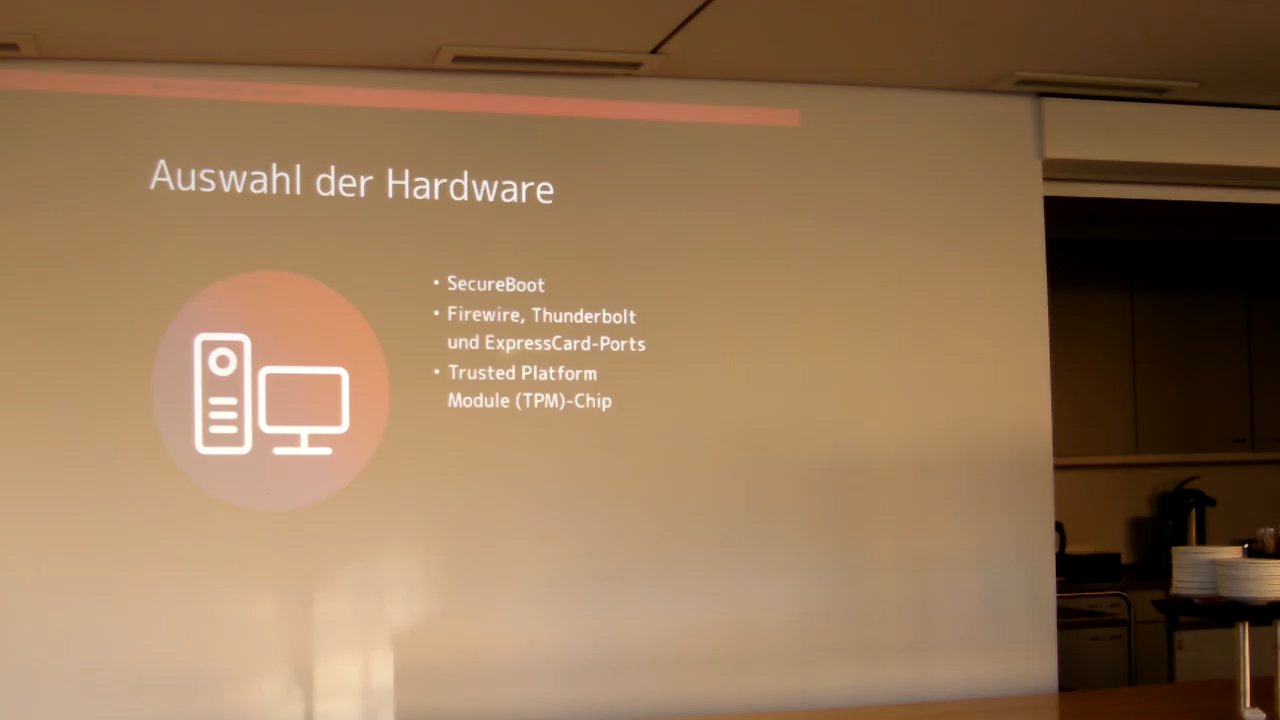 Auswahl der Hardware
• SecureBoot
• Firewire, Thunderbolt
und ExpressCard-Ports
• Trusted Platform
Module (TPM)-Chip